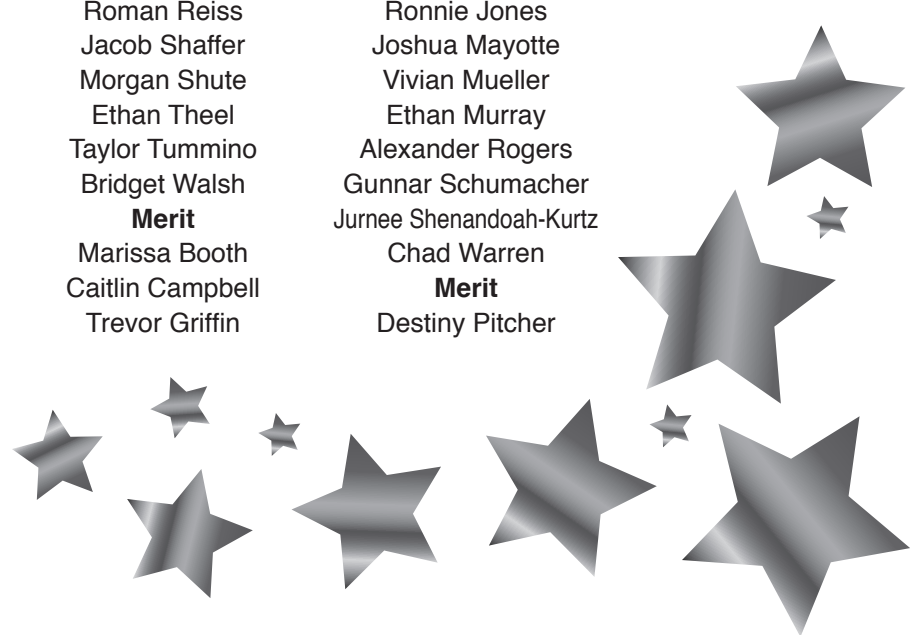 Roman Reiss
Jacob Shaffer
Morgan Shute
Ethan Theel
Taylor Tummino
Bridget Walsh
Merit
Marissa Booth
Caitlin Campbell
Trevor Griffin
Ronnie Jones
Joshua Mayotte
Vivian Mueller
Ethan Murray
Alexander Rogers
Gunnar Schumacher
Jurnee Shenandoah-Kurtz
Chad Warren
Merit
Destiny Pitcher